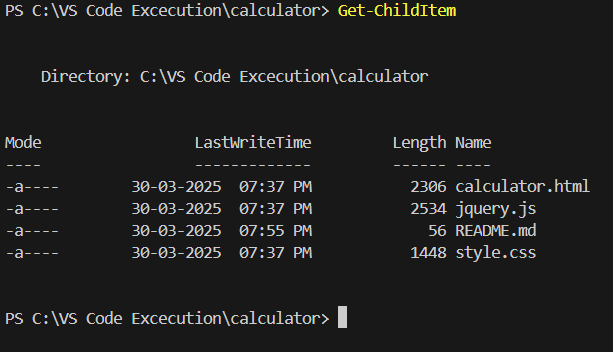 PS C:\VS Code Excecution\calculator> Get-ChildItem
Directory: C:\VS Code Excecution\calculator
Mode                 LastWriteTime         Length Name
----                 -------------         ------ ----
-a----        30-03-2025  07:37 PM           2306 calculator.html
-a----        30-03-2025  07:37 PM           2534 jquery.js
-a----        30-03-2025  07:55 PM             56 README.md
-a----        30-03-2025  07:37 PM           1448 style.css
PS C:\VS Code Excecution\calculator>